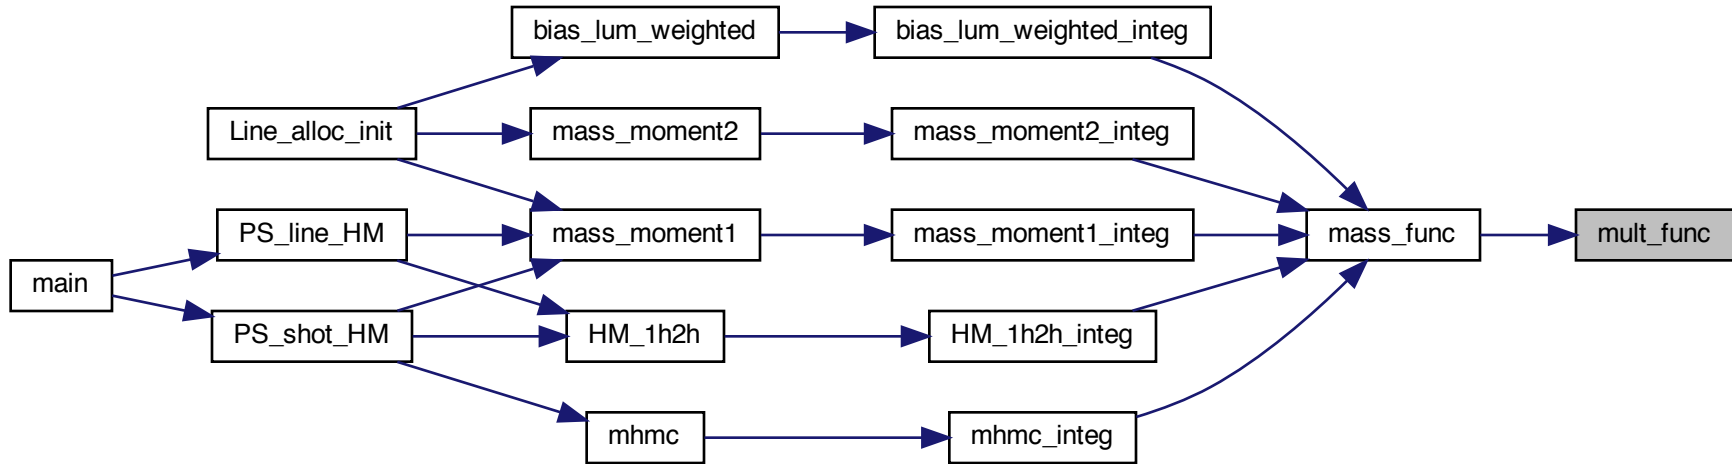 bias_lum_weighted
bias_lum_weighted_integ
Line_alloc_init
mass_moment2
mass_moment2_integ
PS_line_HM
mass_moment1
mass_moment1_integ
mass_func
mult_func
main
PS_shot_HM
HM_1h2h
HM_1h2h_integ
mhmc
mhmc_integ